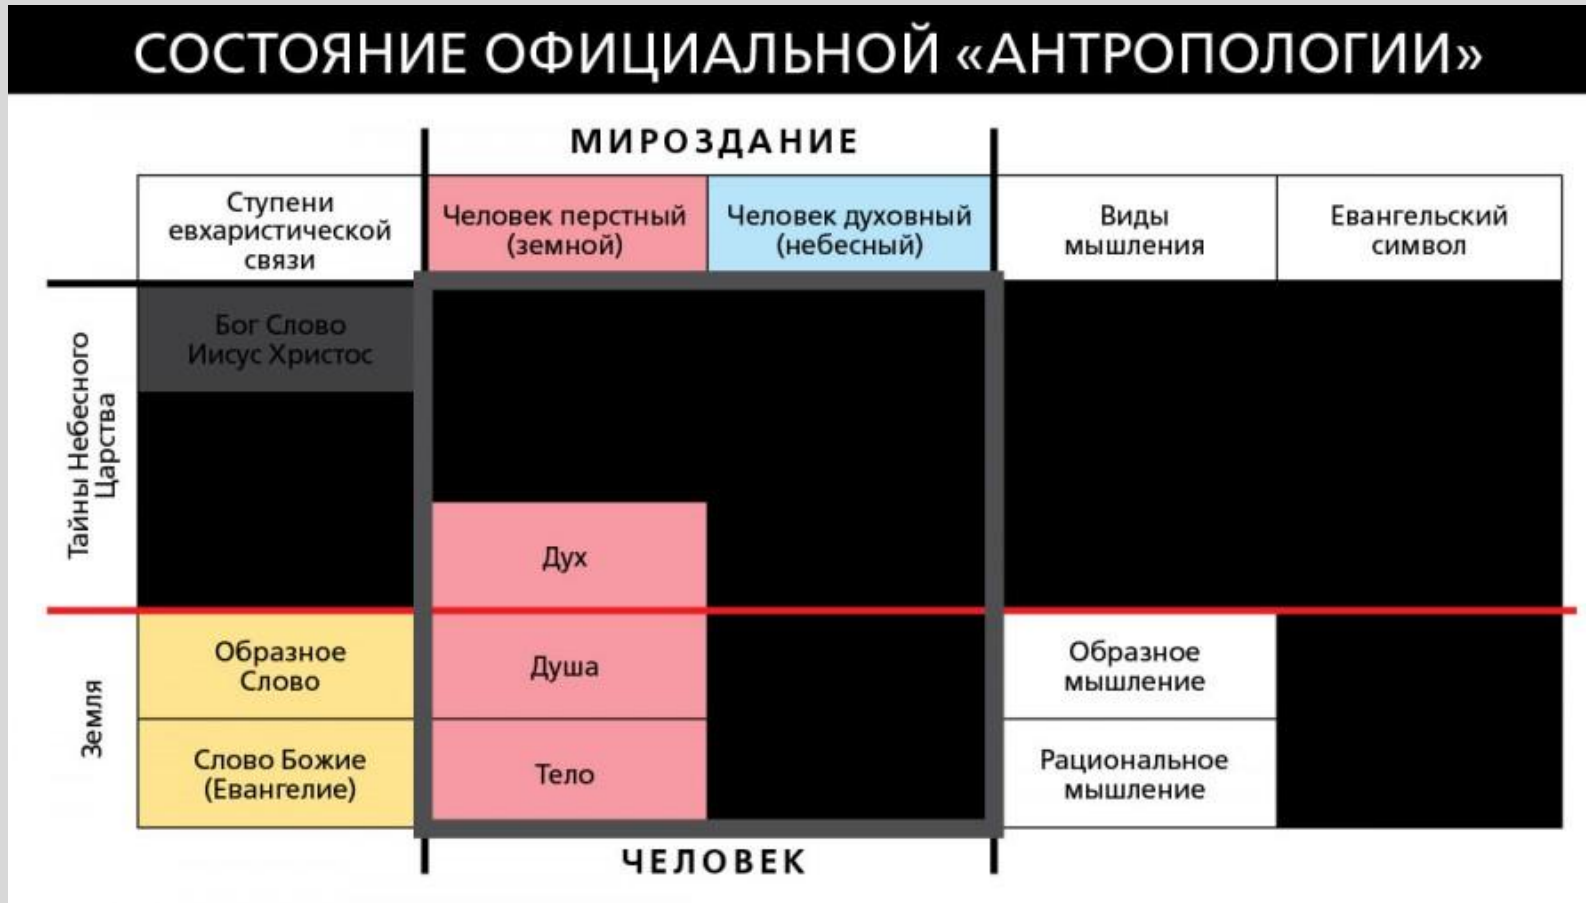 СОСТОЯНИЕ ОФИЦИАЛЬНОЙ «АНТРОПОЛОГИИ»
МИРОЗДАНИЕ
Ступени
евхаристической
связи
Человек перстный
(земной)
Человек духовный
(небесный)
Виды
мышления
Евангельский
символ
Тайны Небесного
Царства
Бог Слово
Иисус Христос
Дух
Земля
Образное
Слово
Душа
Образное
мышление
Слово Божие
(Евангелие)
Тело
Рациональное
мышление
ЧЕЛОВЕК